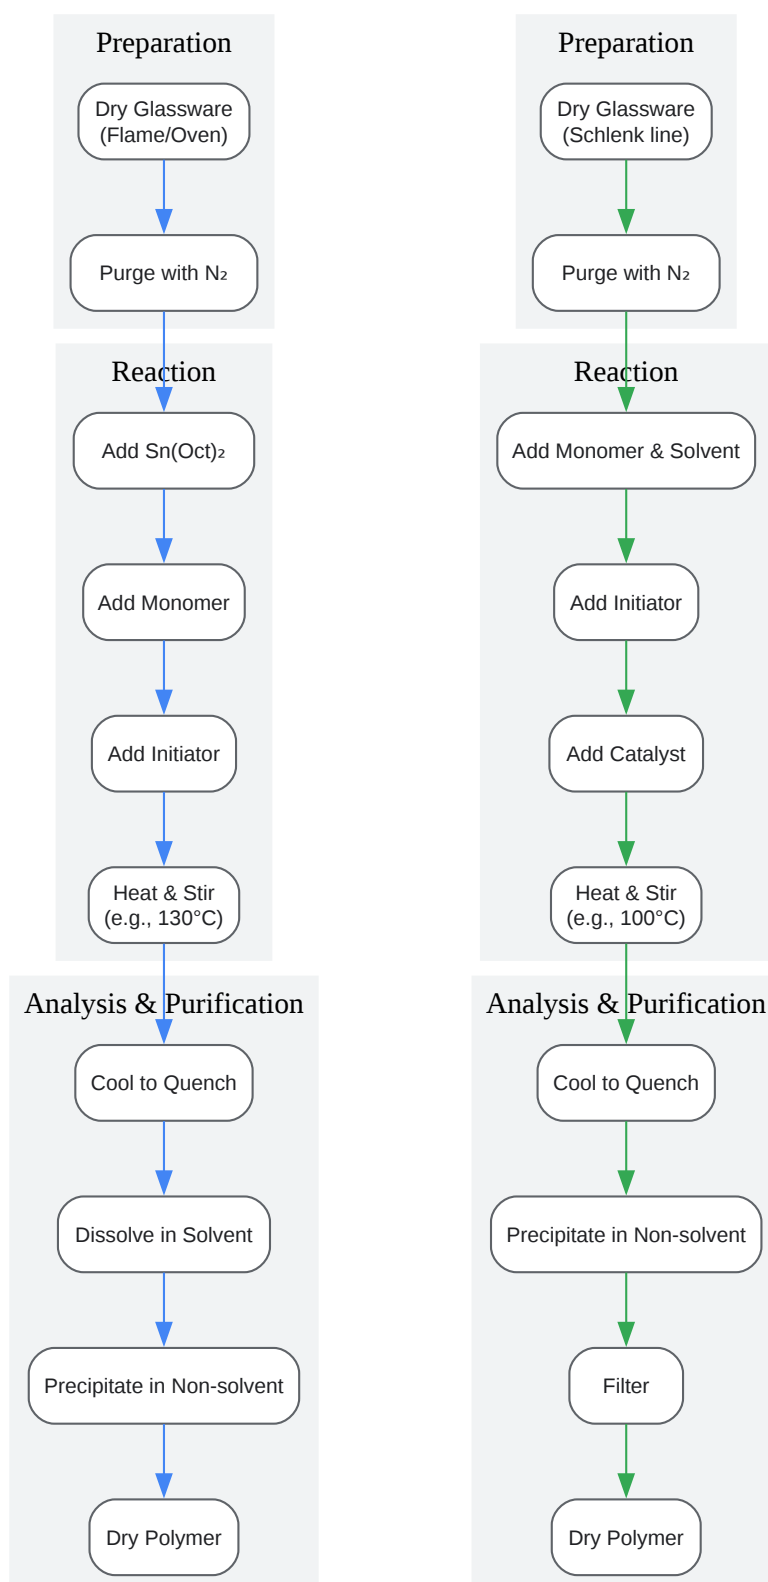 Preparation
Dry Glassware
(Flame/Oven)
Purge with N₂
Reaction
Add Sn(Oct)₂
Add Monomer
Add Initiator
Heat & Stir
(e.g., 130°C)
Analysis & Purification
Cool to Quench
Dissolve in Solvent
Precipitate in Non-solvent
Dry Polymer
Preparation
Dry Glassware
(Schlenk line)
Purge with N₂
Reaction
Add Monomer & Solvent
Add Initiator
Add Catalyst
Heat & Stir
(e.g., 100°C)
Analysis & Purification
Cool to Quench
Precipitate in Non-solvent
Filter
Dry Polymer